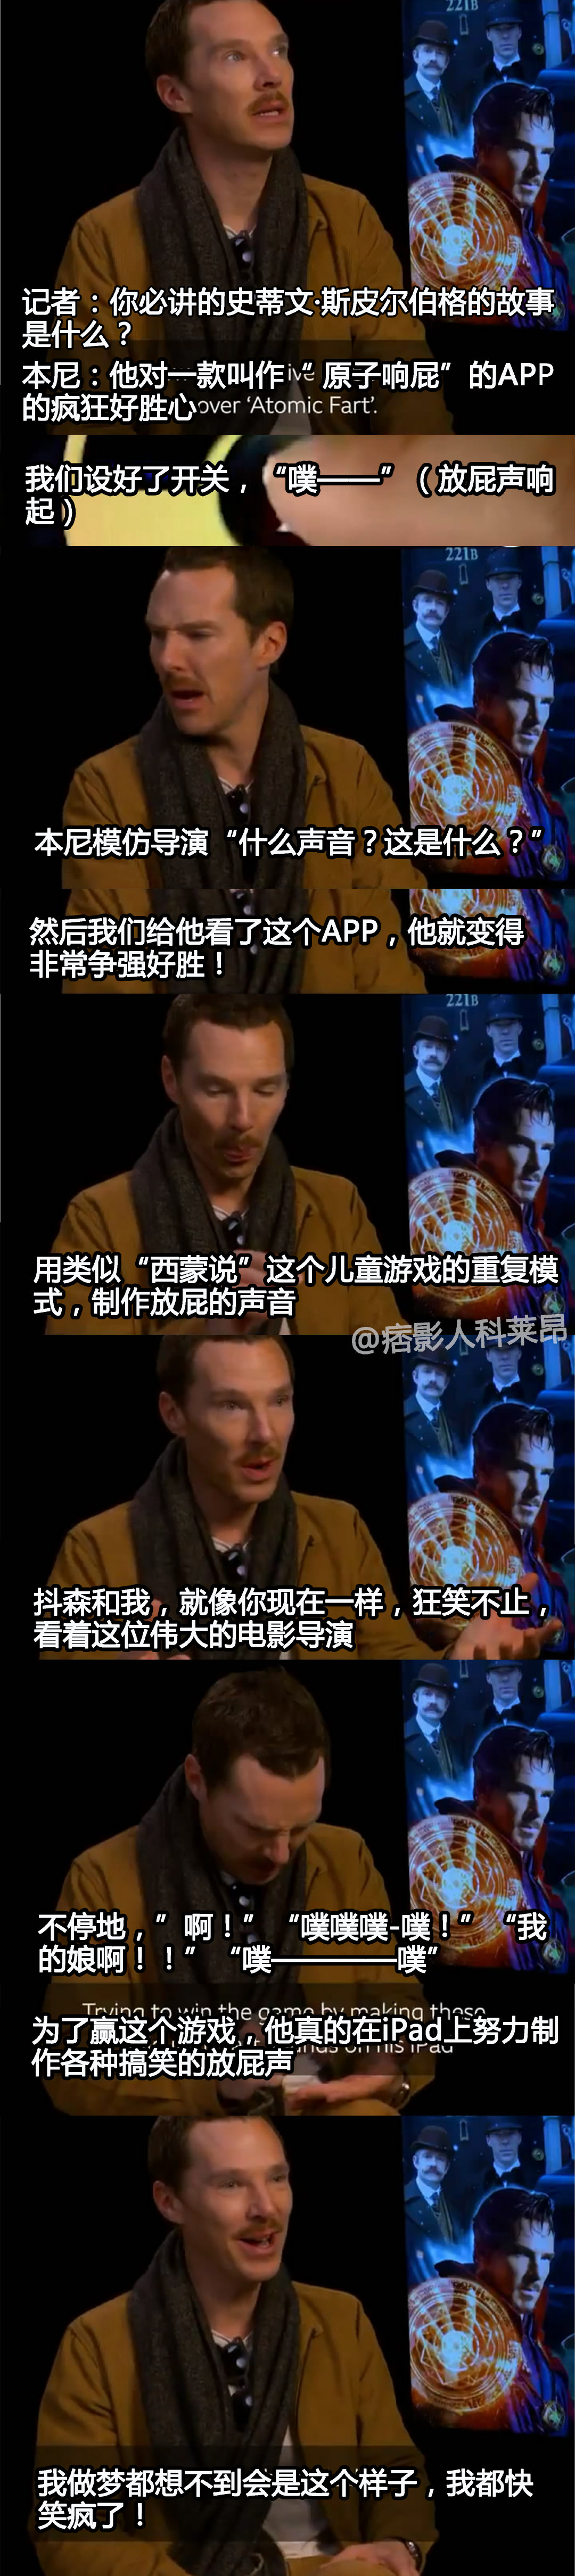 221B
记者：你必讲的史蒂文·斯皮尔伯格的故事
是什么？
本尼：他对一款叫作“ 原子响屁”的APP
的疯狂好胜心
over ‘Atomic Fart’.
我们设好了开关，“噗——”（放屁声响
起）
221B
本尼模仿导演“什么声音？这是什么？”
然后我们给他看了这个APP，他就变得
非常争强好胜！
221B
用类似“西蒙说”这个儿童游戏的重复模
式，制作放屁的声音
@痞影人科莱昂
抖森和我，就像你现在一样，狂笑不止，
看着这位伟大的电影导演
不停地，”啊！”“噗噗噗-噗！”“我
的娘啊！！”“噗————噗”
Trying to win the game by making these
为了赢这个游戏，他真的在iPad上努力制
作各种搞笑的放屁声
on his iPad
我做梦都想不到会是这个样子，我都快
笑疯了！